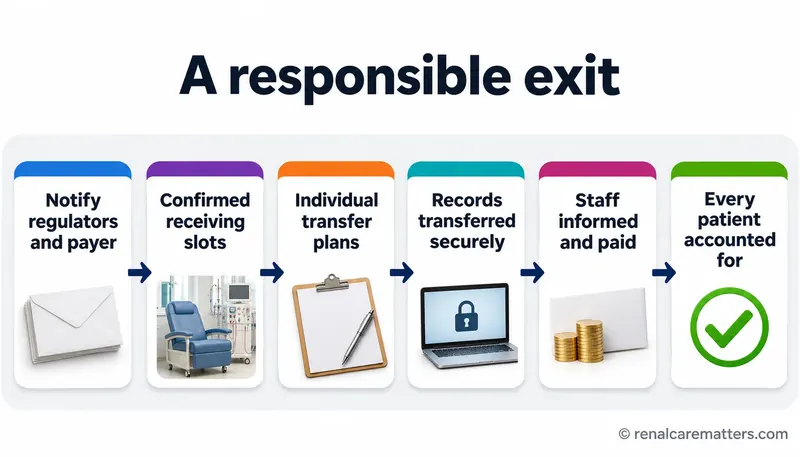 A responsible exit
Notify
regulators
and payer
Confirmed
receiving
slots
Individual
transfer
plans
Records
transferred
securely
Staff
informed
and paid
Every
patient
accounted
for
© renalcarematters.com